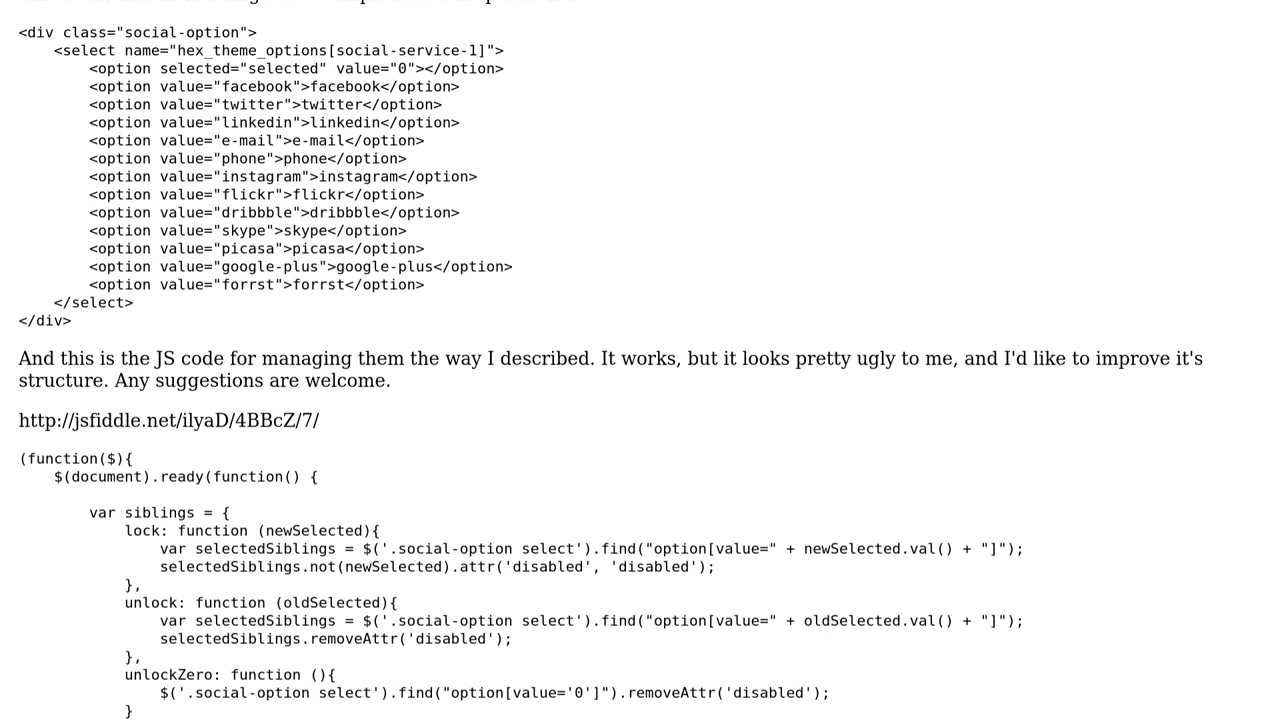 <div class="social-option">
    <select name="hex_theme_options[social-service-1]">
        <option selected="selected" value="0"></option>
        <option value="facebook">facebook</option>
        <option value="twitter">twitter</option>
        <option value="linkedin">linkedin</option>
        <option value="e-mail">e-mail</option>
        <option value="phone">phone</option>
        <option value="instagram">instagram</option>
        <option value="flickr">flickr</option>
        <option value="dribbble">dribbble</option>
        <option value="skype">skype</option>
        <option value="picasa">picasa</option>
        <option value="google-plus">google-plus</option>
        <option value="forrst">forrst</option>
    </select>
</div>
And this is the JS code for managing them the way I described. It works, but it looks pretty ugly to me, and I'd like to improve it's
structure. Any suggestions are welcome.
http://jsfiddle.net/ilyaD/4BBcZ/7/
(function($){
    $(document).ready(function() {
        var siblings = {
            lock: function (newSelected){
                var selectedSiblings = $('.social-option select').find("option[value=" + newSelected.val() + "]");
                selectedSiblings.not(newSelected).attr('disabled', 'disabled');
            },
            unlock: function (oldSelected){
                var selectedSiblings = $('.social-option select').find("option[value=" + oldSelected.val() + "]");
                selectedSiblings.removeAttr('disabled');
            },
            unlockZero: function (){
                $('.social-option select').find("option[value='0']").removeAttr('disabled');
            }